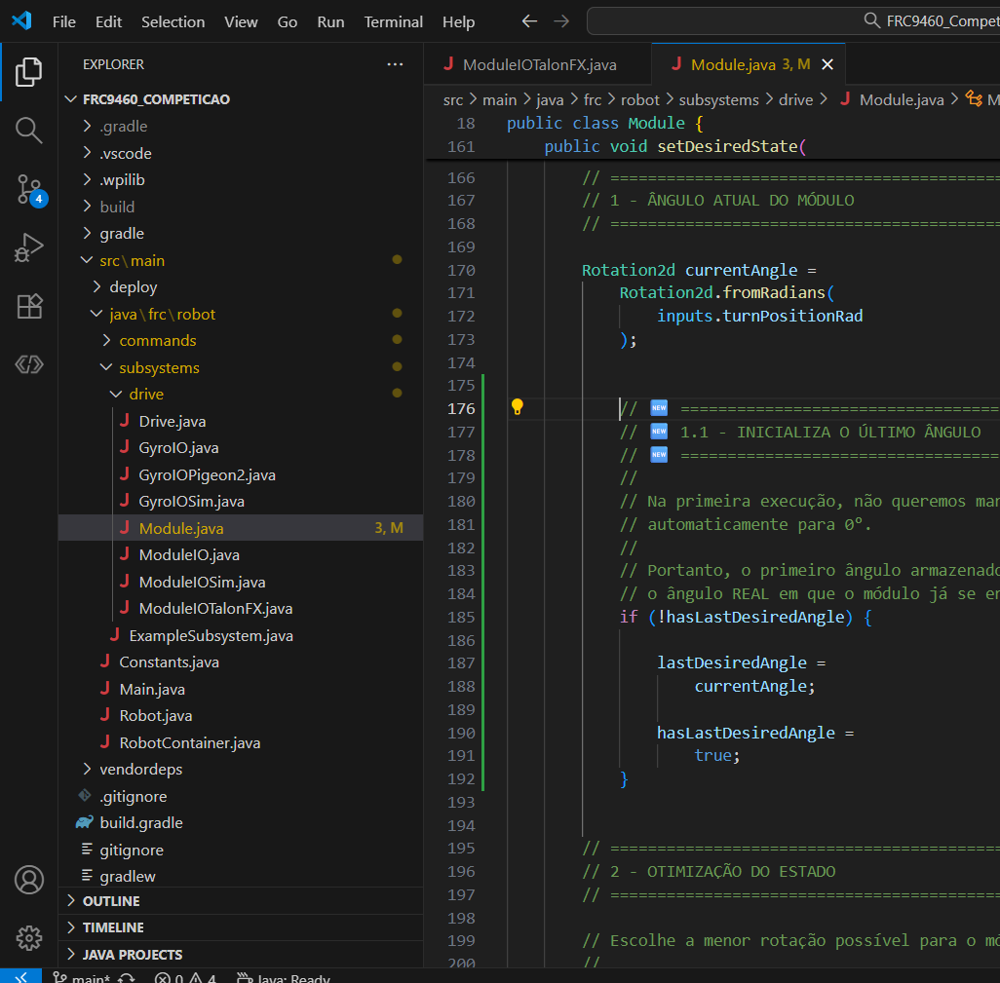 File Edit Selection View Go Run Terminal Help FRC9460_Compet
EXPLORER
FRC9460_COMPETICAO
.gradle
.vscode
.wpilib
build
gradle
src\main
deploy
java\frc\robot
commands
subsystems
drive
Drive.java
GyroIO.java
GyroIOPigeon2.java
GyroIOSim.java
Module.java 3, M
ModuleIO.java
ModuleIOSim.java
ModuleIOTalonFX.java
ExampleSubsystem.java
Constants.java
Main.java
Robot.java
RobotContainer.java
vendordeps
.gitignore
build.gradle
gitignore
gradlew
OUTLINE
TIMELINE
JAVA PROJECTS
4
ModuleIOTalonFX.java Module.java 3, M
src > main > java > frc > robot > subsystems > drive > Module.java > M
18 public class Module {
161 public void setDesiredState(
166 // ==========================================
167 // 1 - ÂNGULO ATUAL DO MÓDULO
168 // ==========================================
169
170 Rotation2d currentAngle =
171 Rotation2d.fromRadians(
172 inputs.turnPositionRad
173 );
174
175
176 // NEW ==================================
177 // NEW 1.1 - INICIALIZA O ÚLTIMO ÂNGULO
178 // NEW ==================================
179 //
180 // Na primeira execução, não queremos mar
181 // automaticamente para 0º.
182 //
183 // Portanto, o primeiro ângulo armazenado
184 // o ângulo REAL em que o módulo já se en
185 if (!hasLastDesiredAngle) {
186
187 lastDesiredAngle =
188 currentAngle;
189
190 hasLastDesiredAngle =
191 true;
192 }
193
194
195 // ==========================================
196 // 2 - OTIMIZAÇÃO DO ESTADO
197 // ==========================================
198
199 // Escolhe a menor rotação possível para o mó
200 //
main* 0 4 Java: Ready